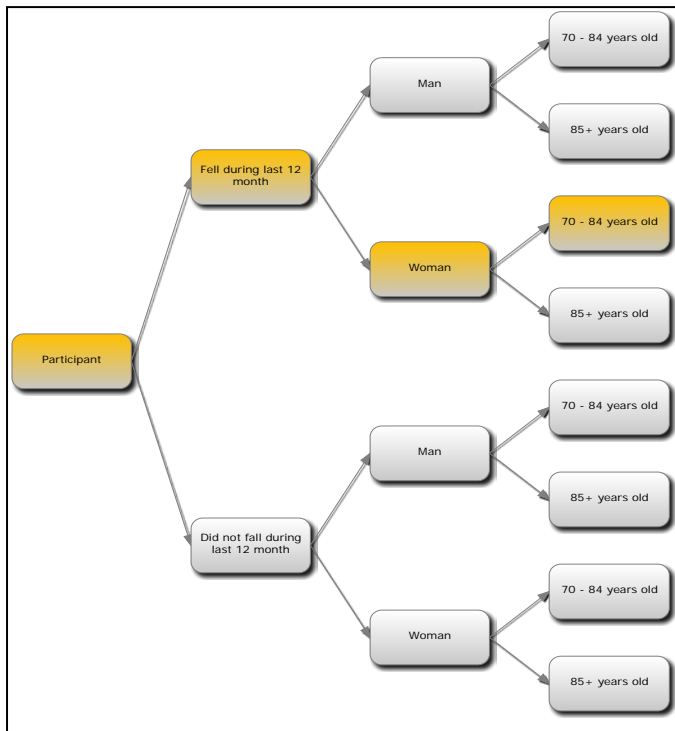 70 - 84 years old
Man
85+ years old
Fell during last 12
month
70 - 84 years old
Woman
85+ years old
Participant
70 - 84 years old
Man
85+ years old
Did not fall during
last 12 month
70 - 84 years old
Woman
85+ years old